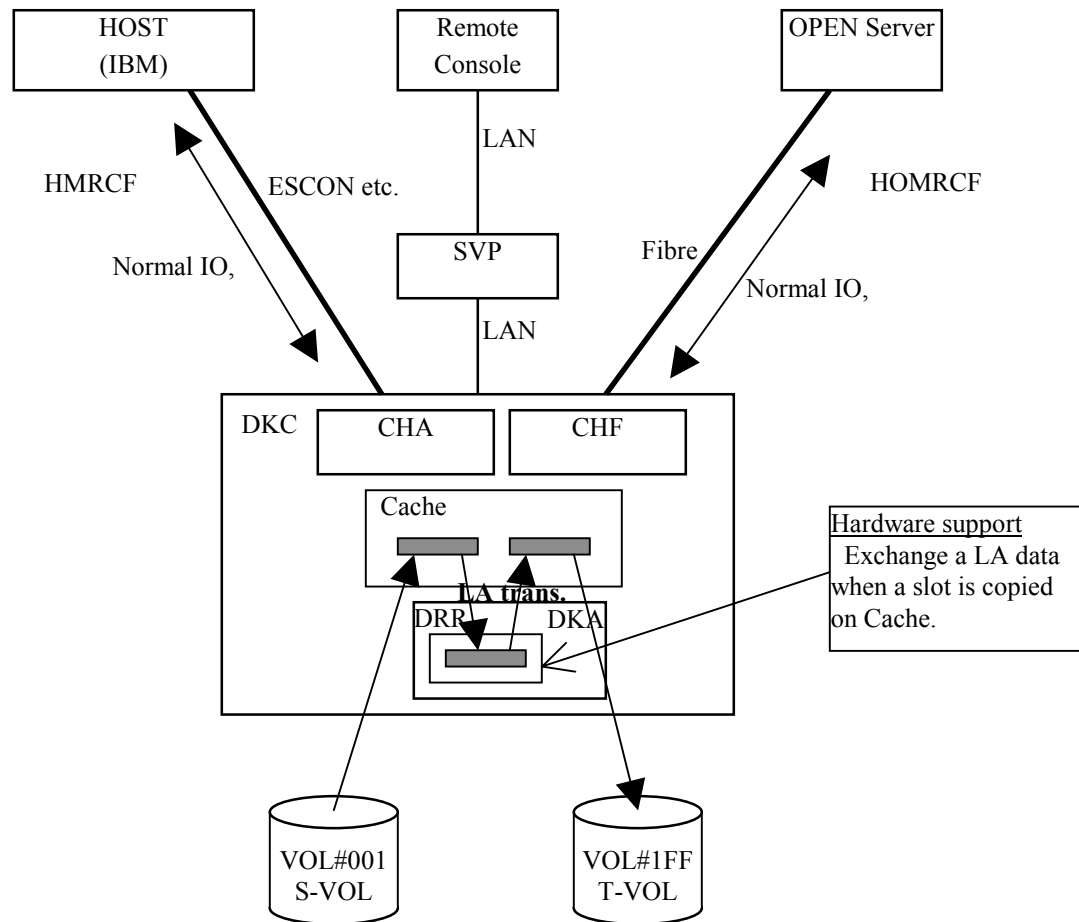 HOST
(IBM)
Remote
Console
OPEN Server
LAN
HMRCF
ESCON etc.
HOMRCF
SVP
Fibre
Normal IO,
Normal IO,
LAN
DKC
CHA
CHF
Cache
Hardware support
Exchange a LA data
when a slot is copied
on Cache.
LA trans.
DRR
DKA
VOL#001
S-VOL
VOL#1FF
T-VOL